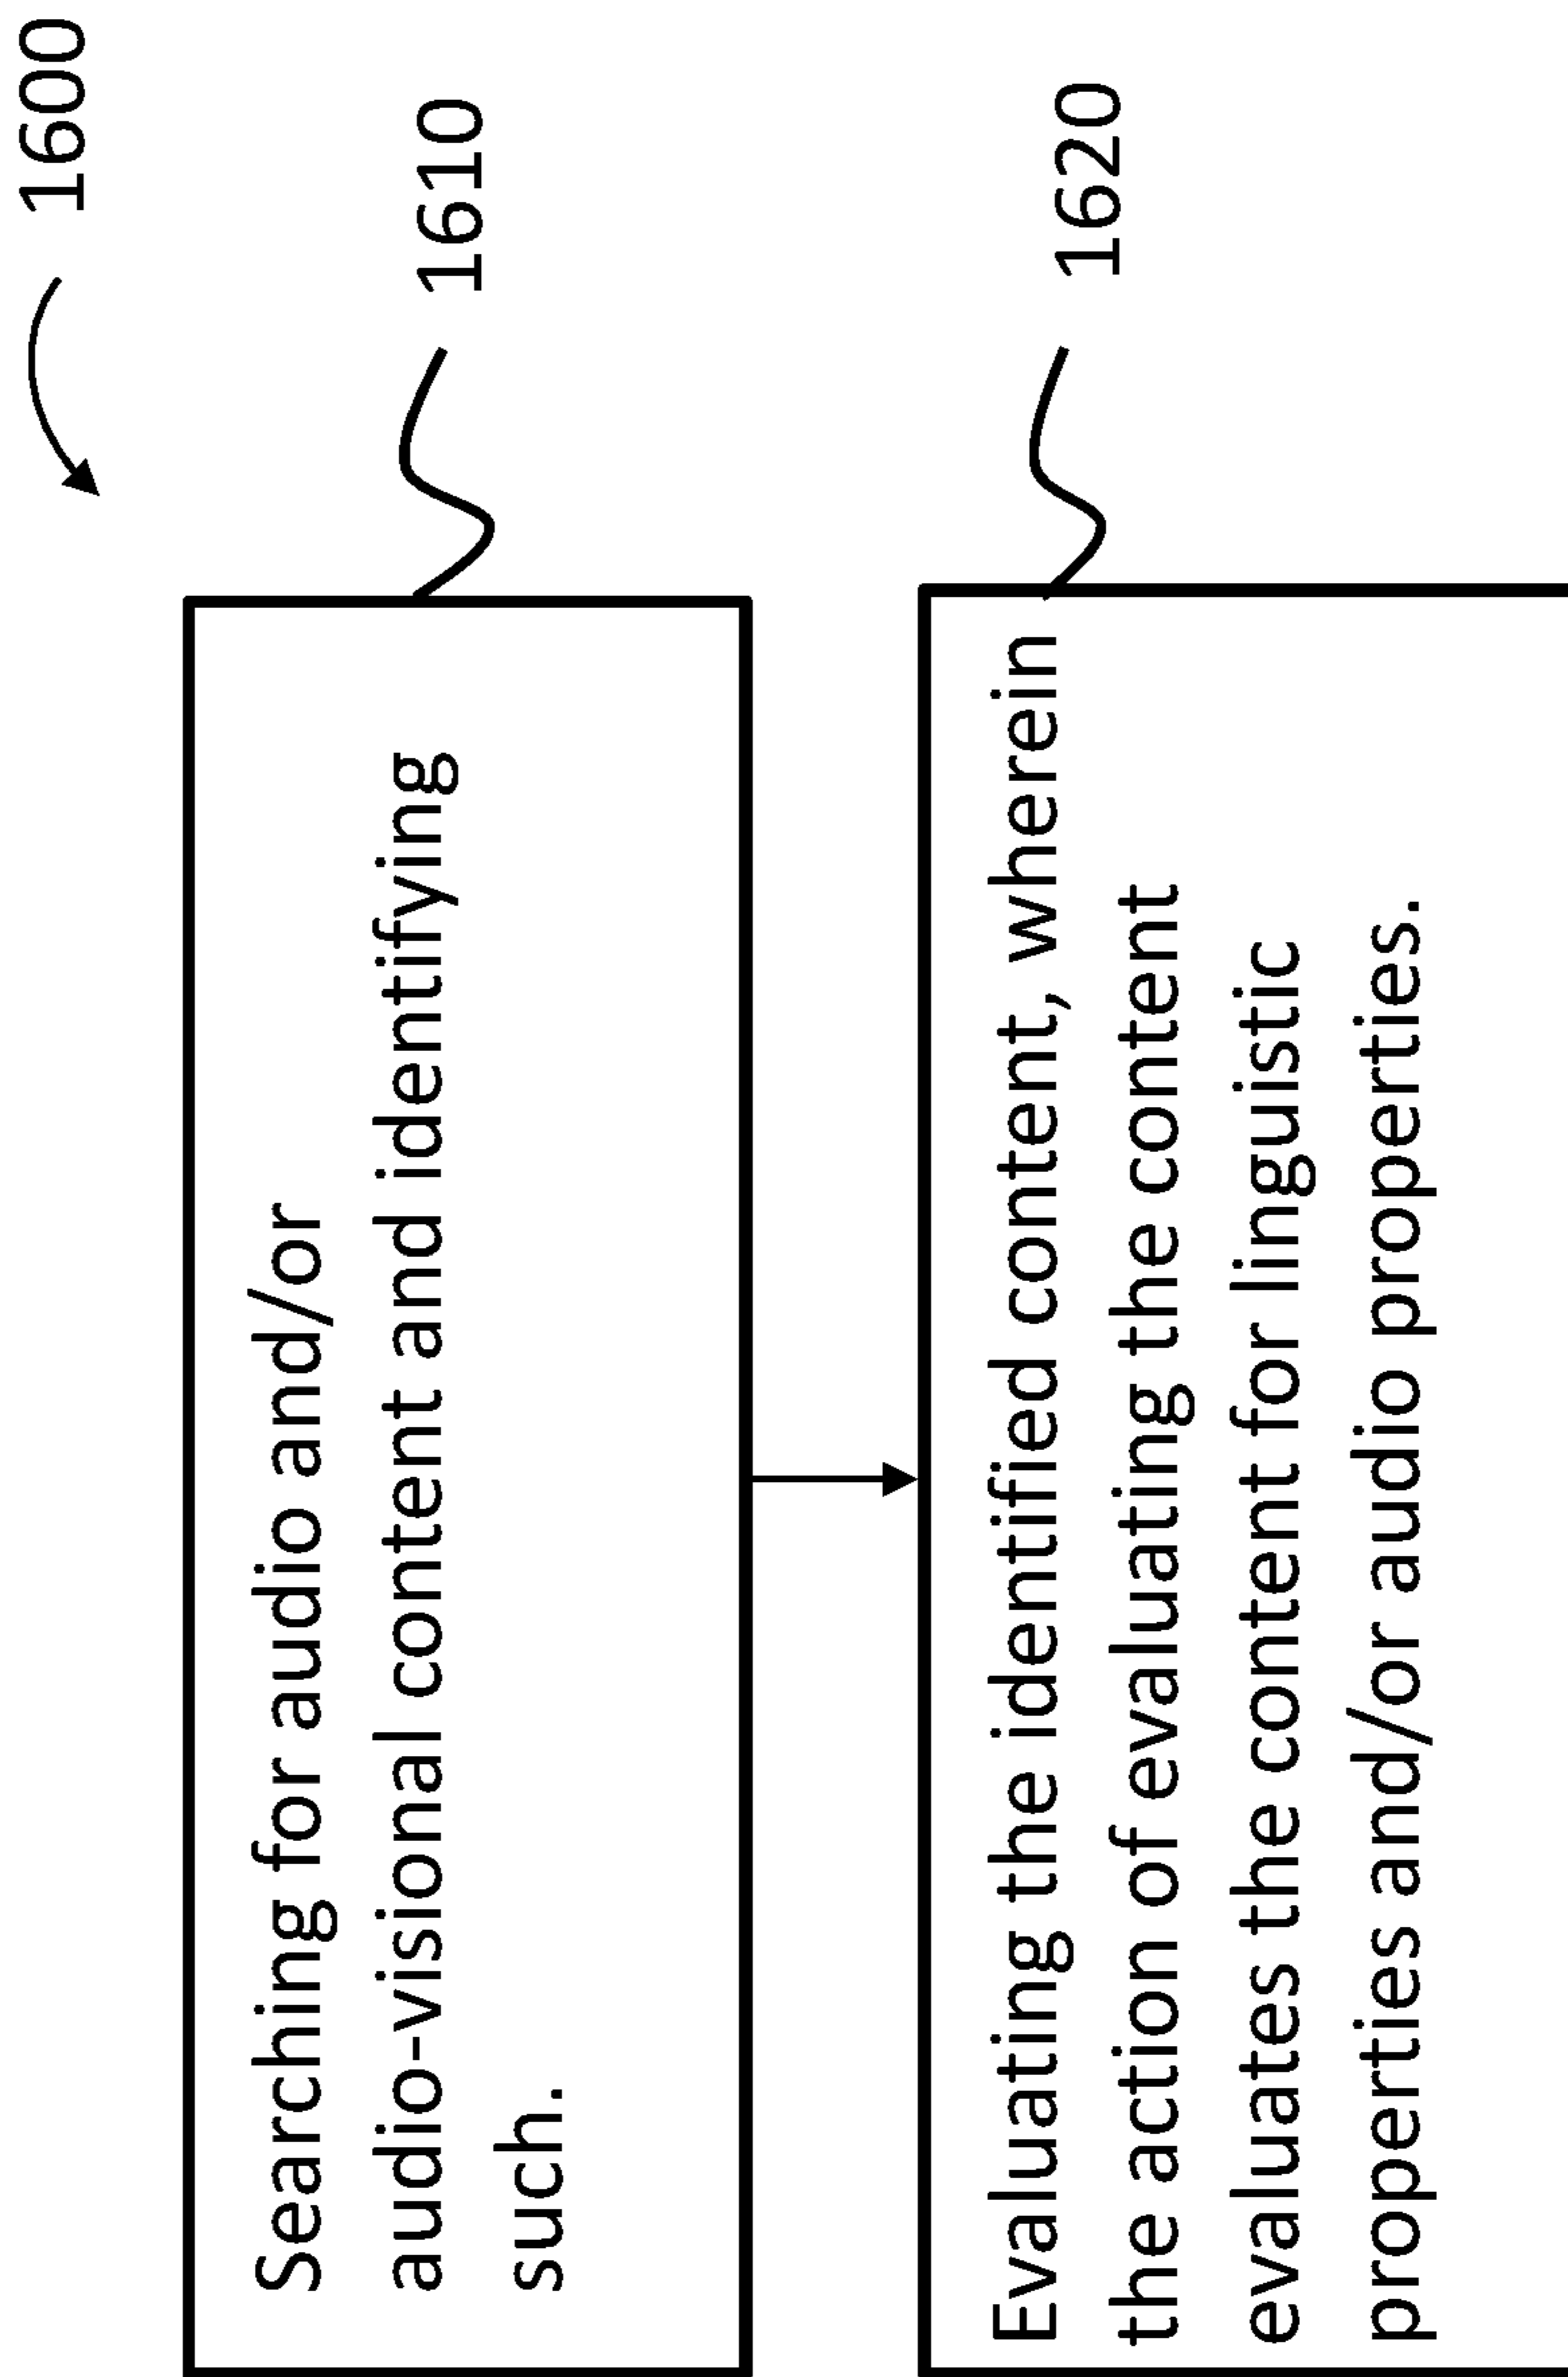 1600
Searching for audio and/or
audio-visional content and identifying
such.
1610
Evaluating the identified content, wherein
the action of evaluating the content
evaluates the content for linguistic
properties and/or audio properties.
1620